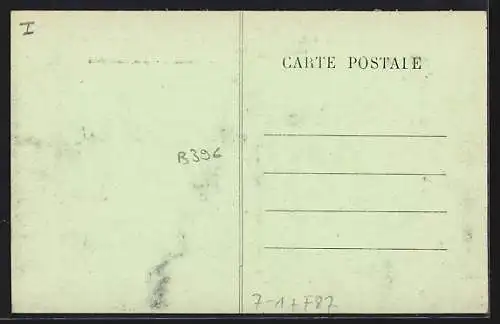 I
CARTE POSTALE
B396
7-1+F87